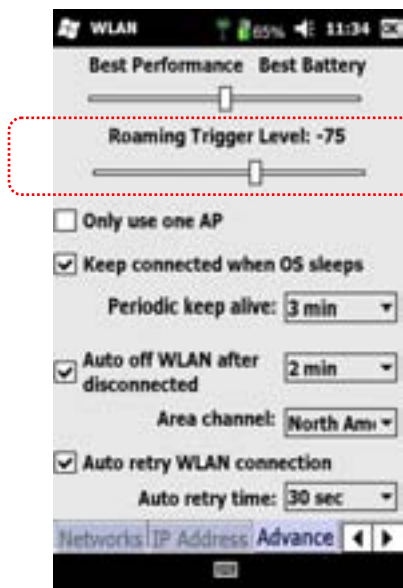 WLAN 65% 11:34 OK
Best Performance Best Battery
Roaming Trigger Level: -75
Only use one AP
Keep connected when OS sleeps
Periodic keep alive: 3 min
Auto off WLAN after 2 min
disconnected
Area channel: North Am
Auto retry WLAN connection
Auto retry time: 30 sec
Networks IP Address Advance